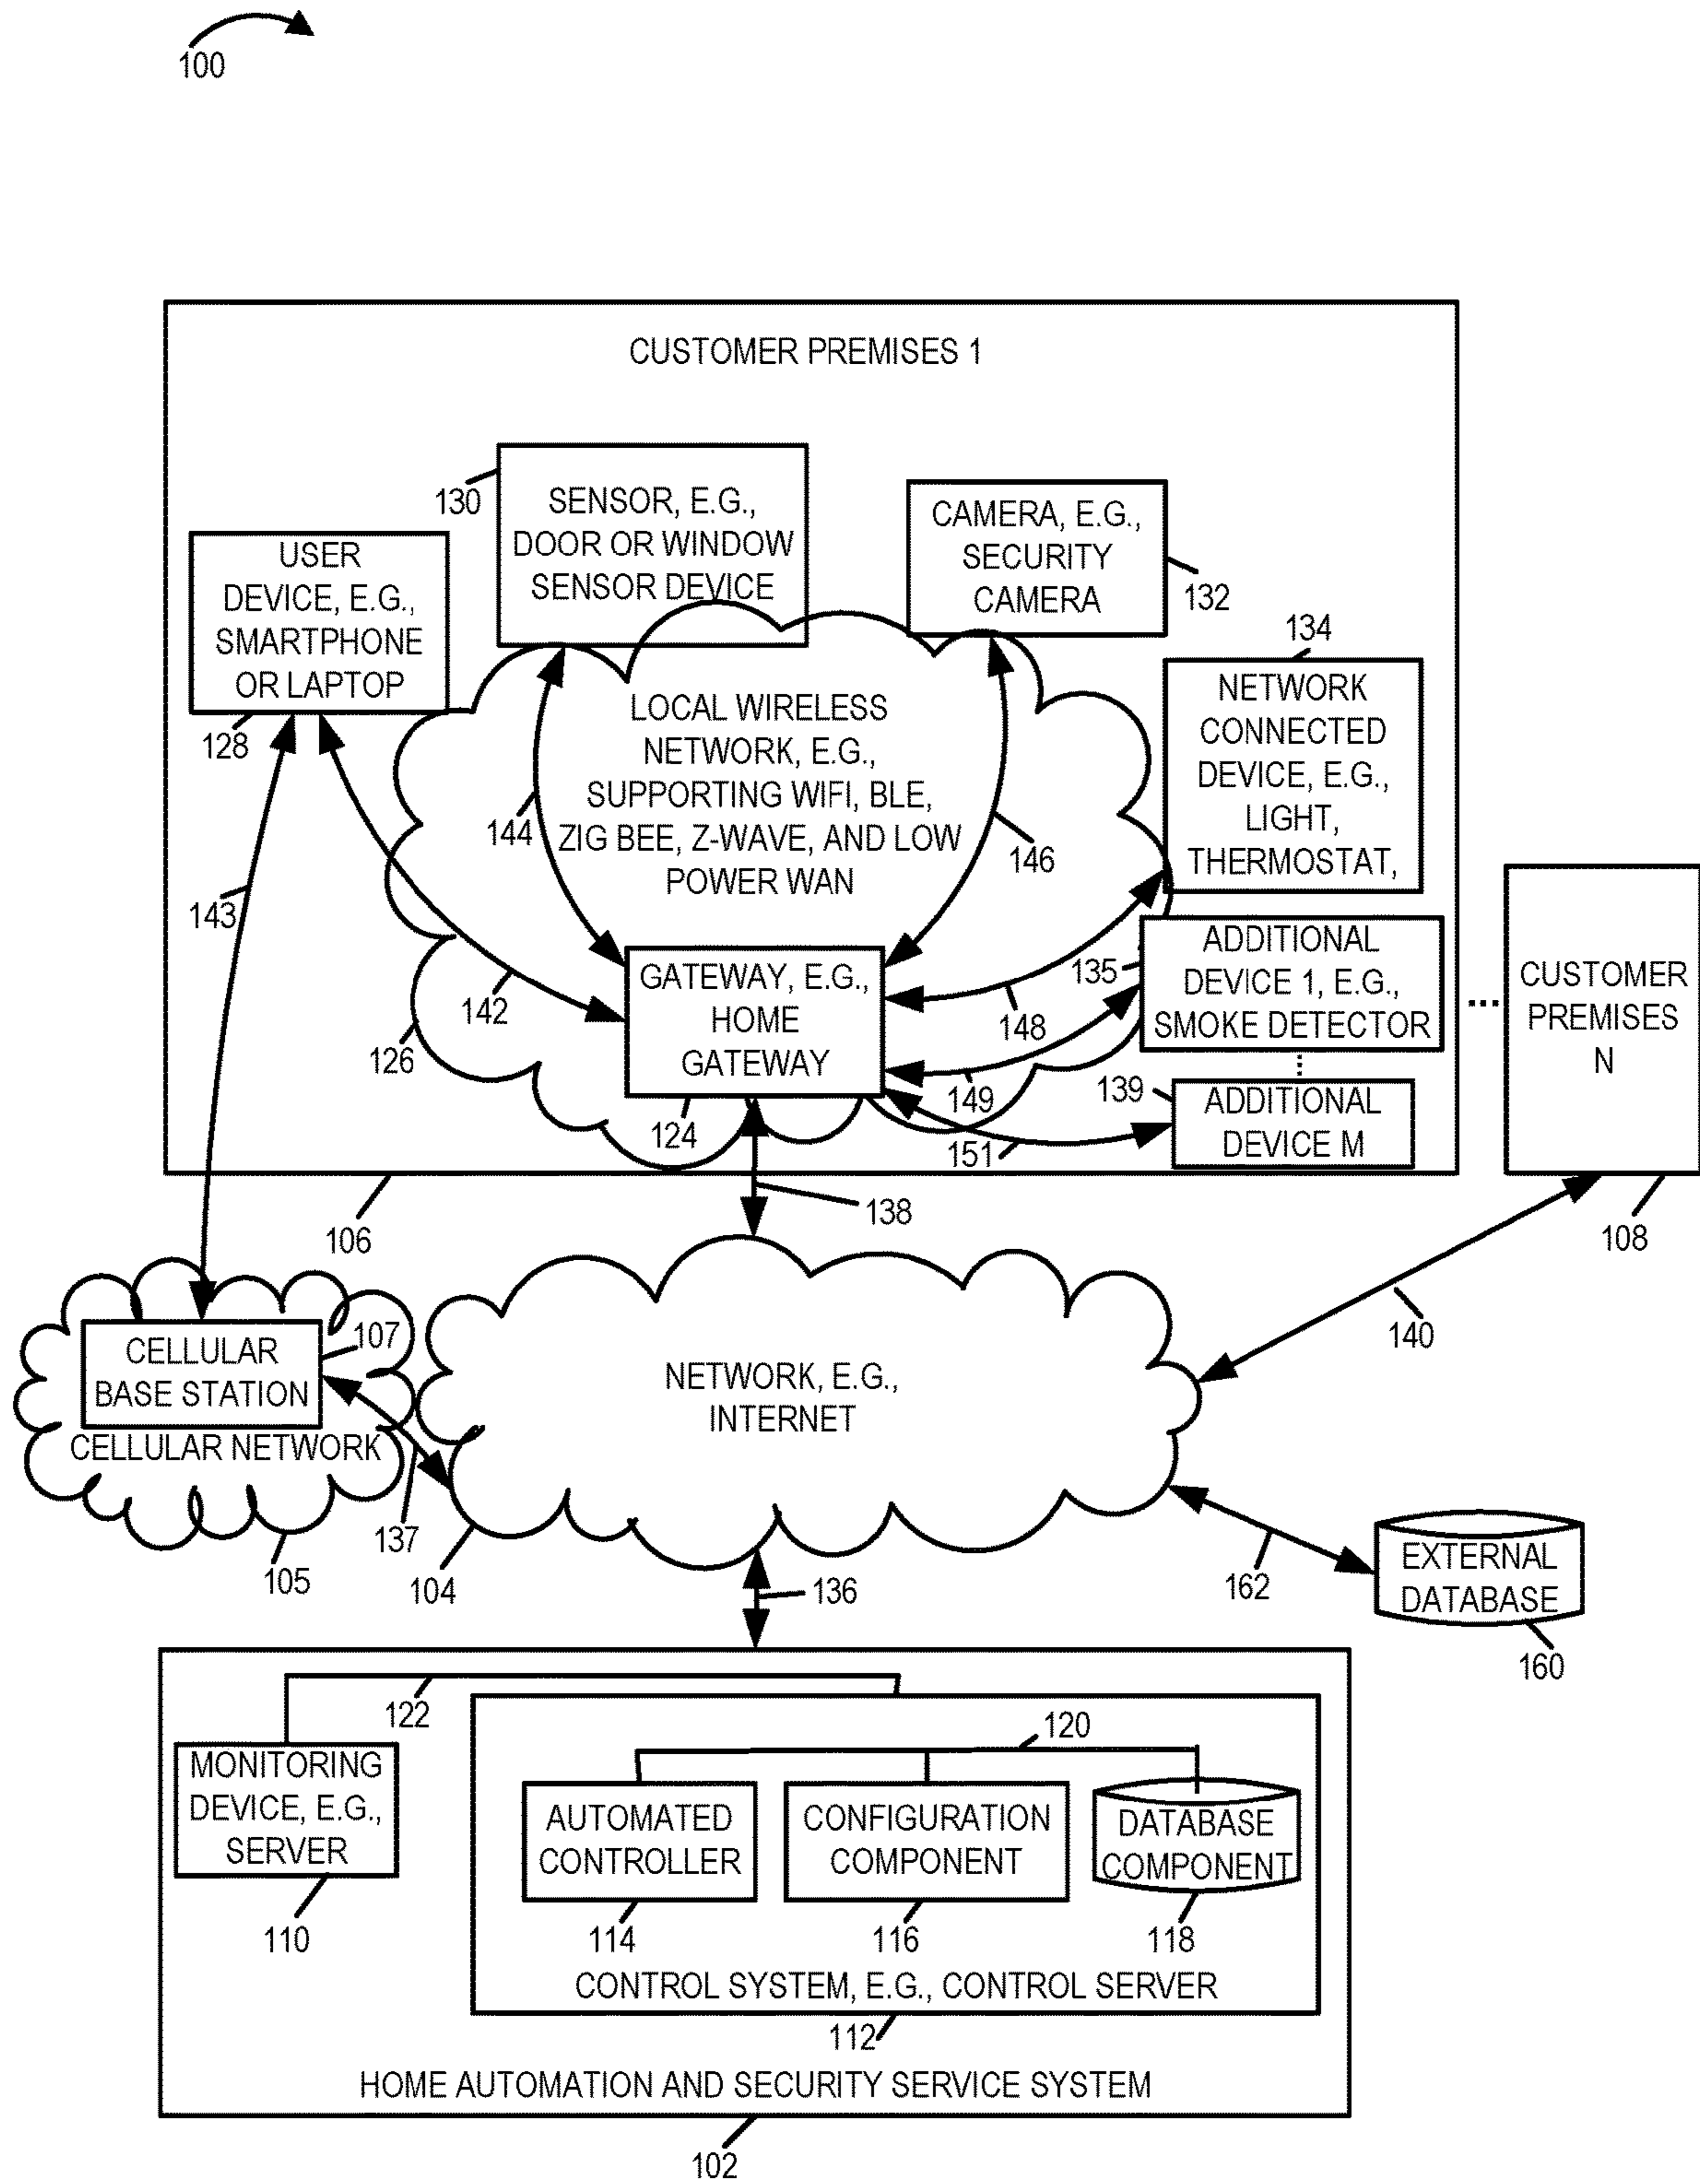 100
CUSTOMER PREMISES 1
130
SENSOR, E.G.,
DOOR OR WINDOW
SENSOR DEVICE
CAMERA, E.G.,
SECURITY
CAMERA
132
USER
DEVICE, E.G.,
SMARTPHONE
OR LAPTOP
128
134
NETWORK
CONNECTED
DEVICE, E.G.,
LIGHT,
THERMOSTAT,
LOCAL WIRELESS
NETWORK, E.G.,
SUPPORTING WIFI, BLE,
ZIG BEE, Z-WAVE, AND LOW
POWER WAN
144
146
143
142
126
GATEWAY, E.G.,
HOME
GATEWAY
124
148
135
ADDITIONAL
DEVICE 1, E.G.,
SMOKE DETECTOR
⋮
149
139
ADDITIONAL
DEVICE M
151
...
CUSTOMER
PREMISES
N
138
106
108
140
107
CELLULAR
BASE STATION
CELLULAR NETWORK
NETWORK, E.G.,
INTERNET
137
105
104
136
162
EXTERNAL
DATABASE
160
122
120
MONITORING
DEVICE, E.G.,
SERVER
110
AUTOMATED
CONTROLLER
114
CONFIGURATION
COMPONENT
116
DATABASE
COMPONENT
118
CONTROL SYSTEM, E.G., CONTROL SERVER
112
HOME AUTOMATION AND SECURITY SERVICE SYSTEM
102